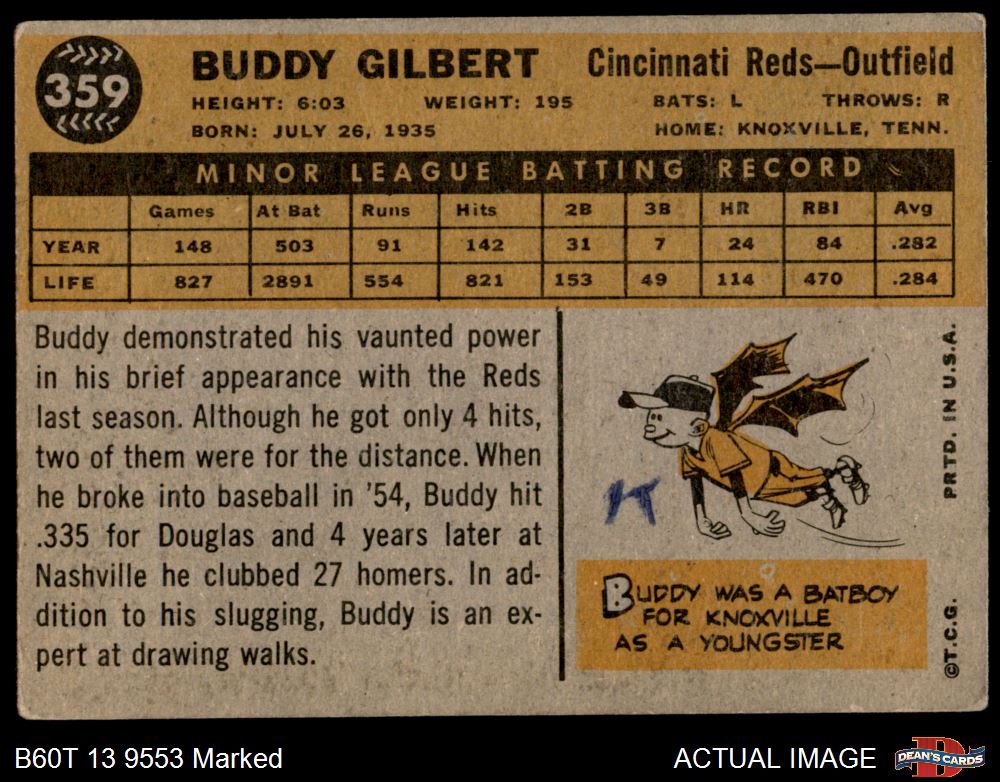 359
BUDDY GILBERT Cincinnati Reds—Outfield
HEIGHT: 6:03 WEIGHT: 195 BATS: L THROWS: R
BORN: JULY 26, 1935 HOME: KNOXVILLE, TENN.
MINOR LEAGUE BATTING RECORD
Games At Bat Runs Hits 2B 3B HR RBI Avg
YEAR 148 503 91 142 31 7 24 84 .282
LIFE 827 2891 554 821 153 49 114 470 .284
Buddy demonstrated his vaunted power
in his brief appearance with the Reds
last season. Although he got only 4 hits,
two of them were for the distance. When
he broke into baseball in '54, Buddy hit
.335 for Douglas and 4 years later at
Nashville he clubbed 27 homers. In ad-
dition to his slugging, Buddy is an ex-
pert at drawing walks.
BUDDY WAS A BATBOY
FOR KNOXVILLE
AS A YOUNGSTER
PRTD. IN U.S.A.
©T.C.G.
B60T 13 9553 Marked
ACTUAL IMAGE
DEAN'S CARDS